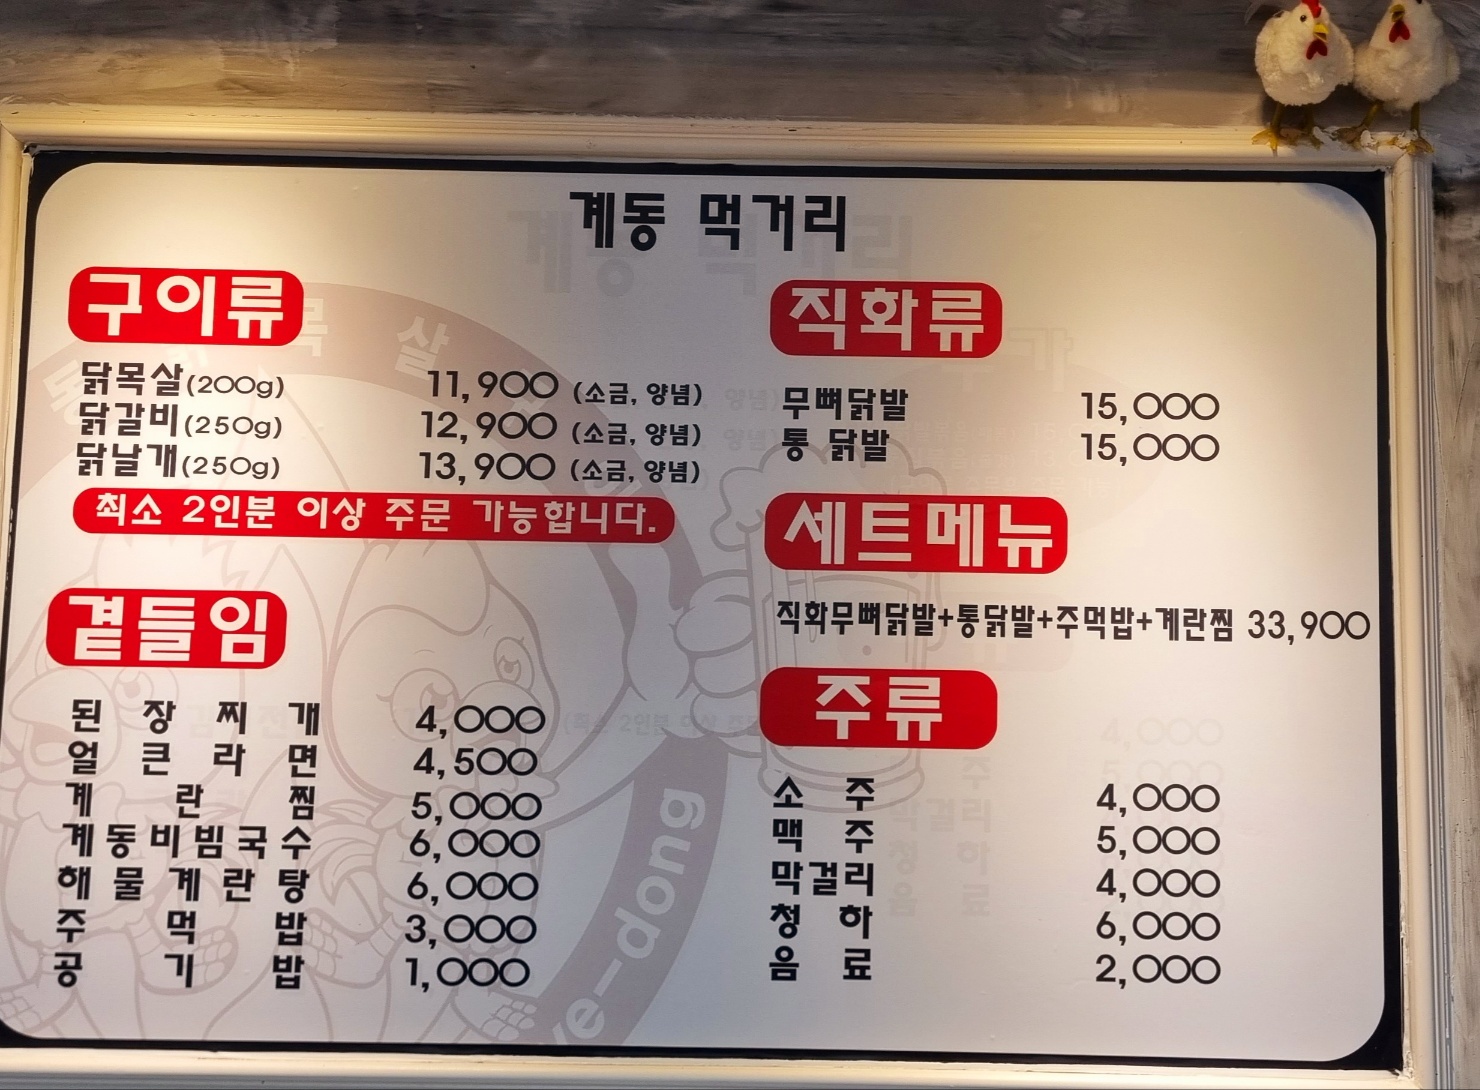 계동 먹거리
구이류
닭목살(200g) 11,900 (소금, 양념)
닭갈비(250g) 12,900 (소금, 양념)
닭날개(250g) 13,900 (소금, 양념)
최소 2인분 이상 주문 가능합니다.
곁들임
된장찌개 4,000
얼큰라면 4,500
계란찜 5,000
계동비빔국수 6,000
해물계란탕 6,000
주먹밥 3,000
공기밥 1,000
직화류
무뼈닭발 15,000
통 닭발 15,000
세트메뉴
직화무뼈닭발+통닭발+주먹밥+계란찜 33,900
주류
소주 4,000
맥주 5,000
막걸리 4,000
청하 6,000
음료 2,000